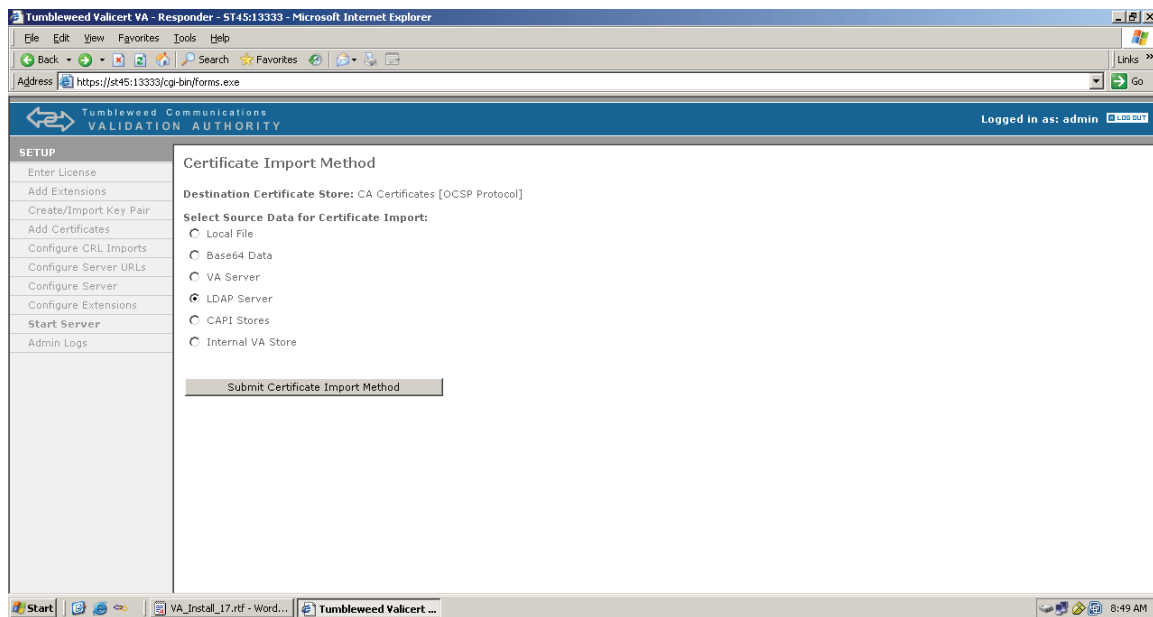 Tumbleweed Valicert VA - Responder - ST45:13333 - Microsoft Internet Explorer
File Edit View Favorites Tools Help
Back Search Favorites Links »
Address https://st45:13333/cgi-bin/forms.exe Go
Tumbleweed Communications
VALIDATION AUTHORITY
Logged in as: admin LOG OUT
SETUP
Enter License
Add Extensions
Create/Import Key Pair
Add Certificates
Configure CRL Imports
Configure Server URLs
Configure Server
Configure Extensions
Start Server
Admin Logs
Certificate Import Method
Destination Certificate Store: CA Certificates [OCSP Protocol]
Select Source Data for Certificate Import:
Local File
Base64 Data
VA Server
LDAP Server
CAPI Stores
Internal VA Store
Submit Certificate Import Method
Start VA_Install_17.rtf - Word... Tumbleweed Valicert ... 8:49 AM